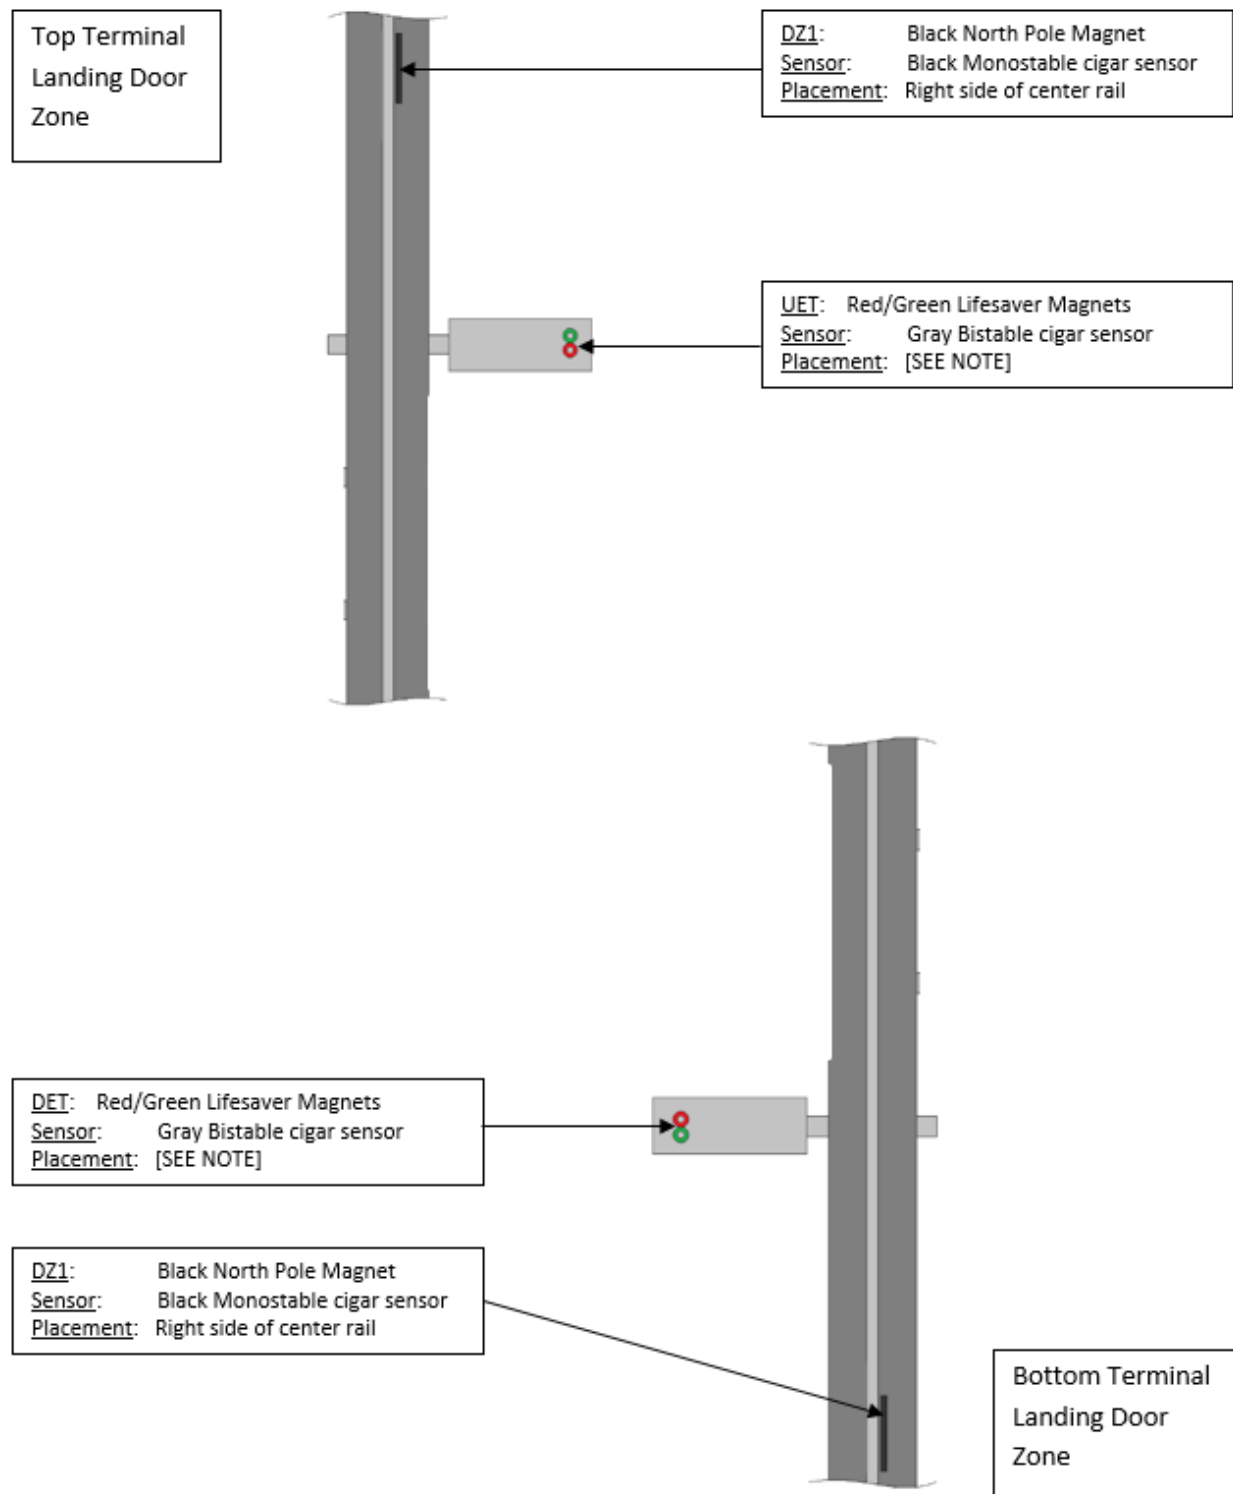 Top Terminal
Landing Door
Zone
DZ1: Black North Pole Magnet
Sensor: Black Monostable cigar sensor
Placement: Right side of center rail
UET: Red/Green Lifesaver Magnets
Sensor: Gray Bistable cigar sensor
Placement: [SEE NOTE]
DET: Red/Green Lifesaver Magnets
Sensor: Gray Bistable cigar sensor
Placement: [SEE NOTE]
DZ1: Black North Pole Magnet
Sensor: Black Monostable cigar sensor
Placement: Right side of center rail
Bottom Terminal
Landing Door
Zone